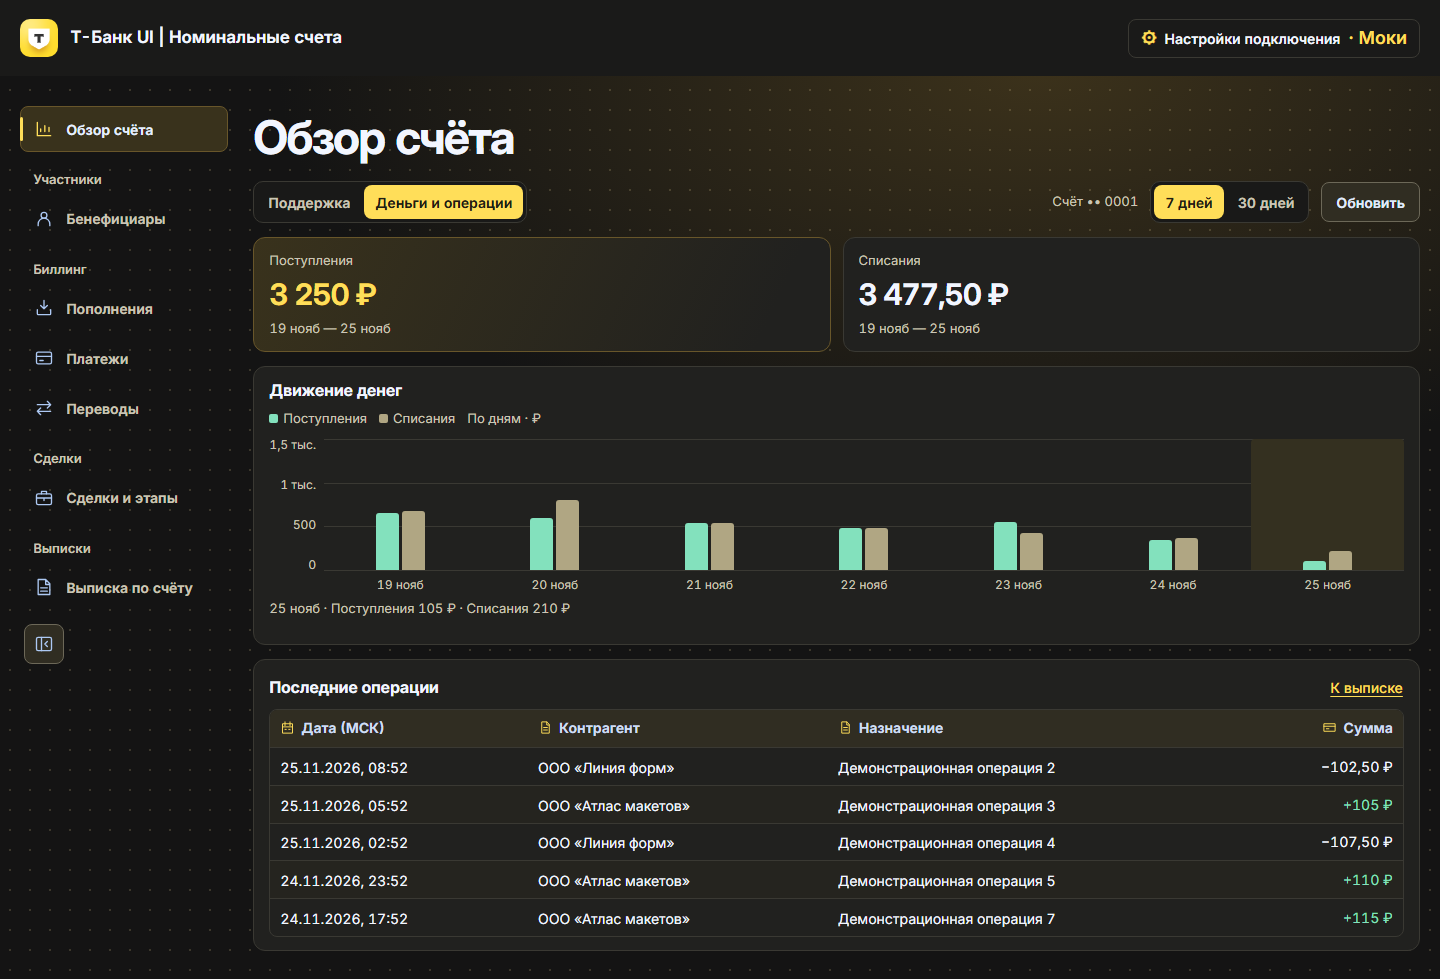 Т-Банк UI | Номинальные счета
Настройки подключения · Моки
Обзор счёта
Участники
Бенефициары
Биллинг
Пополнения
Платежи
Переводы
Сделки
Сделки и этапы
Выписки
Выписка по счёту
Обзор счёта
Поддержка Деньги и операции
Счёт •• 0001 7 дней 30 дней Обновить
Поступления
3 250 ₽
19 нояб — 25 нояб
Списания
3 477,50 ₽
19 нояб — 25 нояб
Движение денег
Поступления Списания По дням · ₽
1,5 тыс.
1 тыс.
500
0
19 нояб 20 нояб 21 нояб 22 нояб 23 нояб 24 нояб 25 нояб
25 нояб · Поступления 105 ₽ · Списания 210 ₽
Последние операции К выписке
Дата (МСК) Контрагент Назначение Сумма
25.11.2026, 08:52 ООО «Линия форм» Демонстрационная операция 2 −102,50 ₽
25.11.2026, 05:52 ООО «Атлас макетов» Демонстрационная операция 3 +105 ₽
25.11.2026, 02:52 ООО «Линия форм» Демонстрационная операция 4 −107,50 ₽
24.11.2026, 23:52 ООО «Атлас макетов» Демонстрационная операция 5 +110 ₽
24.11.2026, 17:52 ООО «Атлас макетов» Демонстрационная операция 7 +115 ₽